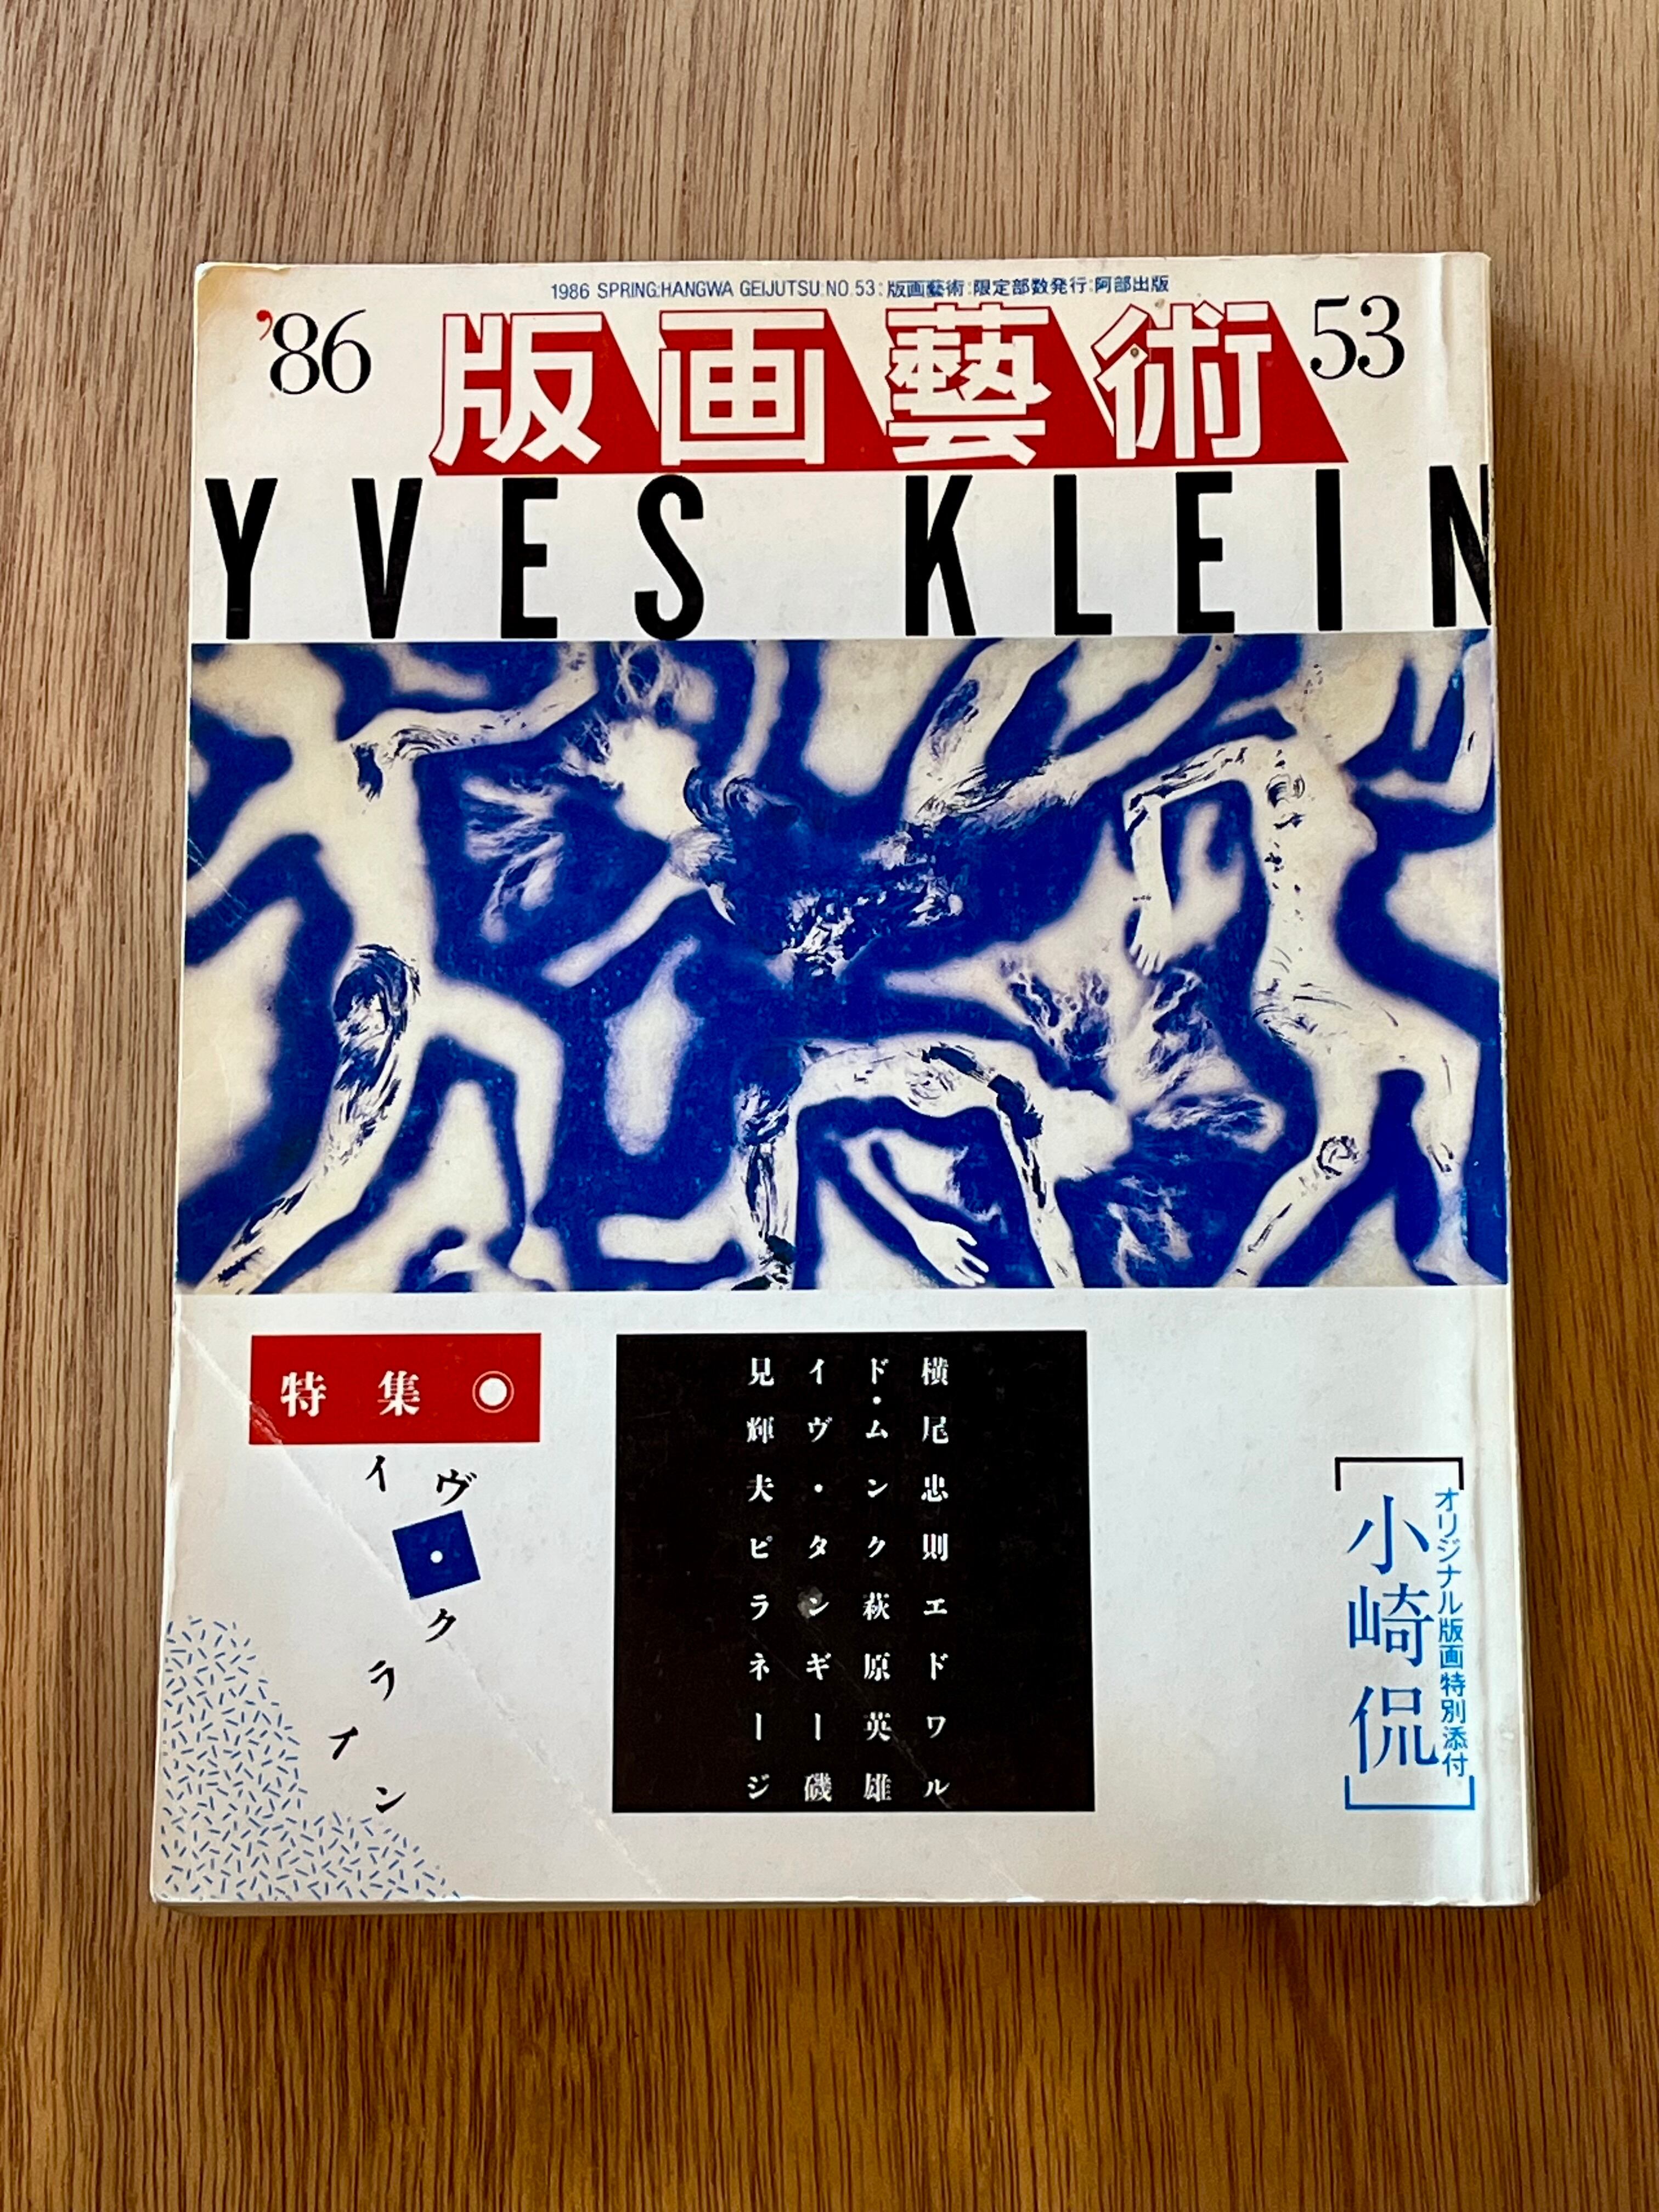 1986 SPRING:HANGWA GEIJUTSU:NO.53:版画藝術:限定部数発行:阿部出版
'86
版画藝術
53
YVES KLEIN
特集◎
イヴ・クライン
横尾忠則エドワル
ド・ムンク萩原英雄
イヴ・タンギー磯
見輝夫ピラネージ
オリジナル版画特別添付
[小崎侃]